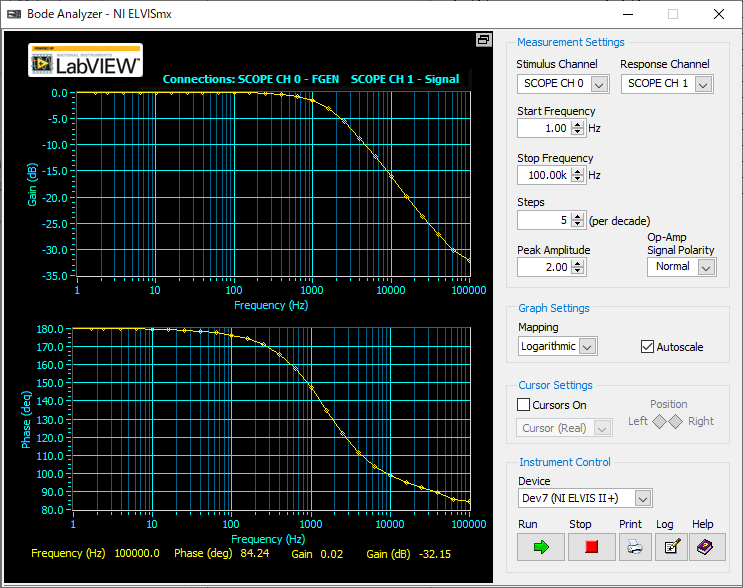 Bode Analyzer - NI ELVISmx
POWERED BY
NATIONAL INSTRUMENTS
LabVIEW™
Connections: SCOPE CH 0 - FGEN SCOPE CH 1 - Signal
Gain (dB)
0.0
-5.0
-10.0
-15.0
-20.0
-25.0
-30.0
-35.0
1 10 100 1000 10000 100000
Frequency (Hz)
Phase (deg)
180.0
170.0
160.0
150.0
140.0
130.0
120.0
110.0
100.0
90.0
80.0
1 10 100 1000 10000 100000
Frequency (Hz)
Frequency (Hz) 100000.0 Phase (deg) 84.24 Gain 0.02 Gain (dB) -32.15
Measurement Settings
Stimulus Channel Response Channel
SCOPE CH 0 SCOPE CH 1
Start Frequency
1.00 Hz
Stop Frequency
100.00k Hz
Steps
5 (per decade)
Peak Amplitude
2.00
Op-Amp
Signal Polarity
Normal
Graph Settings
Mapping
Logarithmic Autoscale
Cursor Settings
Cursors On Position
Cursor (Real) Left Right
Instrument Control
Device
Dev7 (NI ELVIS II+)
Run Stop Print Log Help